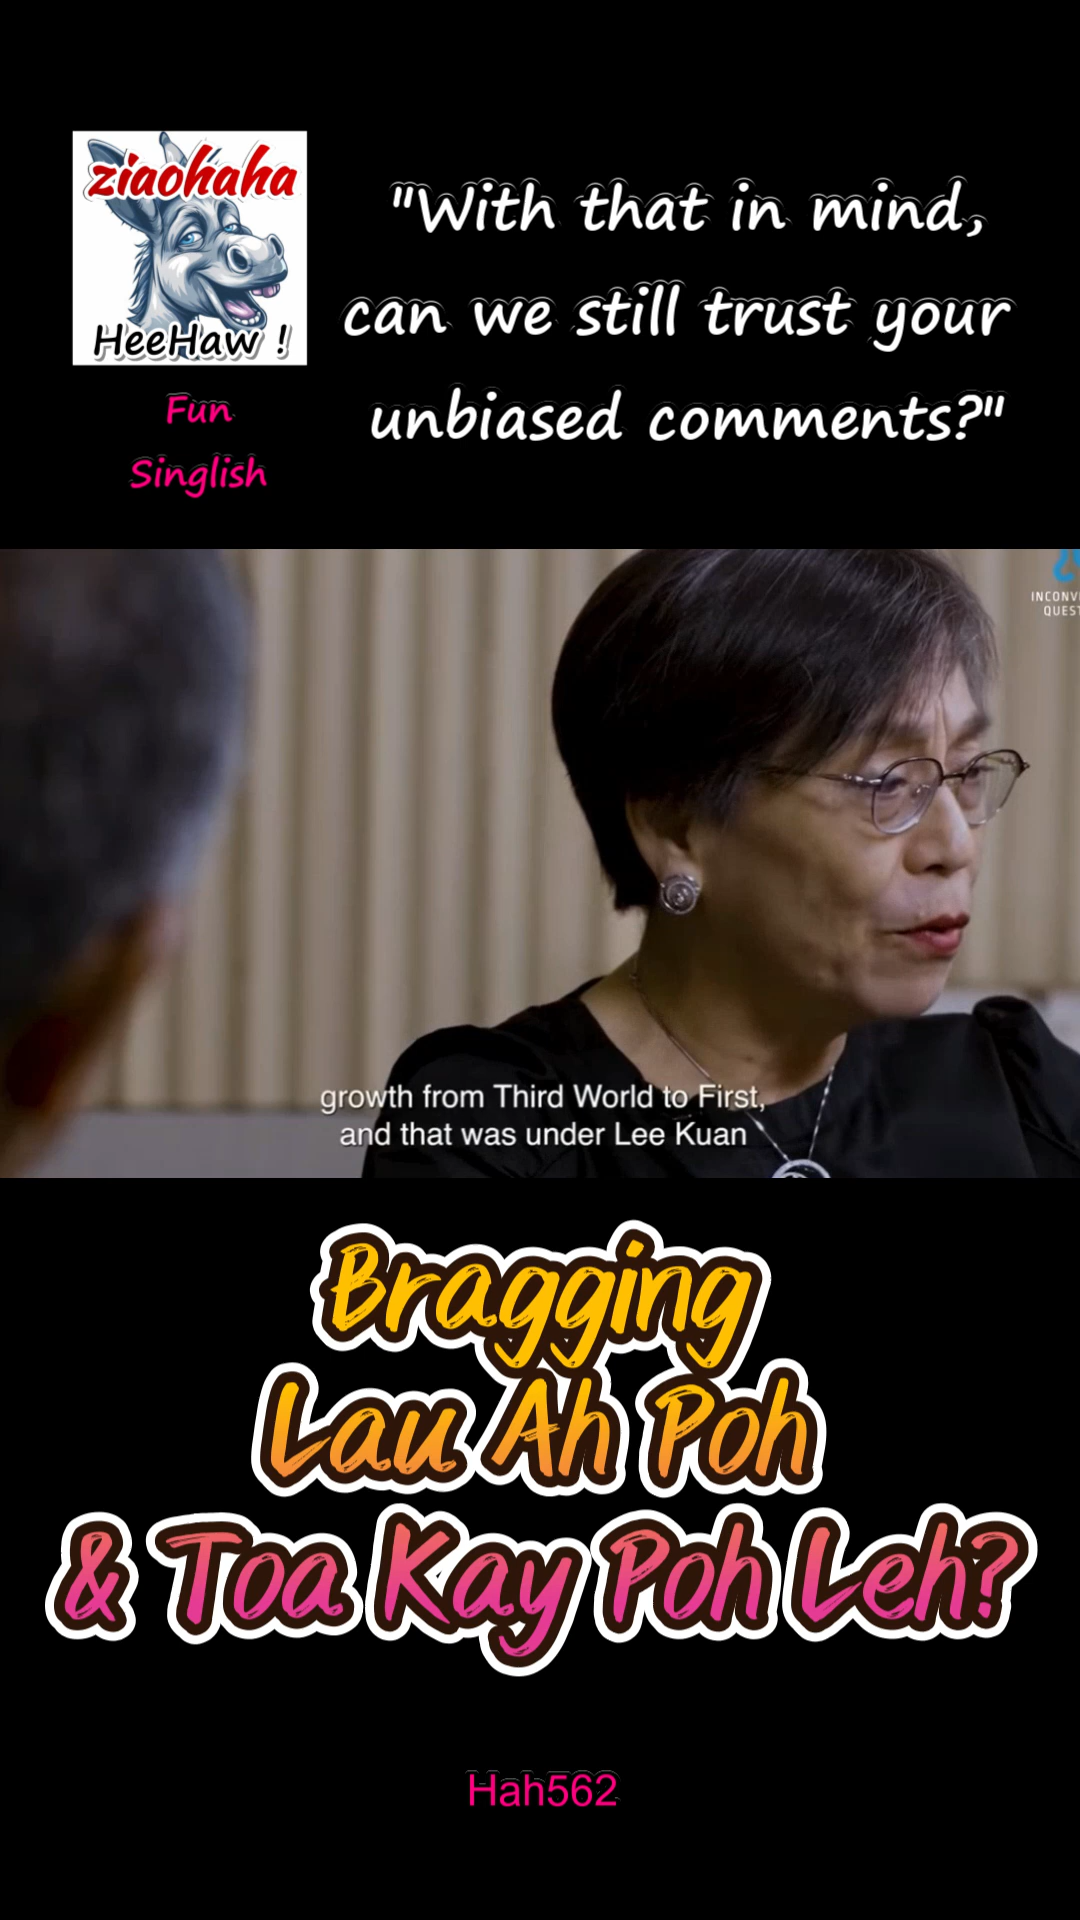 ziaohaha
HeeHaw !
Fun
Singlish
"With that in mind,
can we still trust your
unbiased comments?"
growth from Third World to First,
and that was under Lee Kuan
Bragging
Lau Ah Poh
& Toa Kay Poh Leh?
Hah562